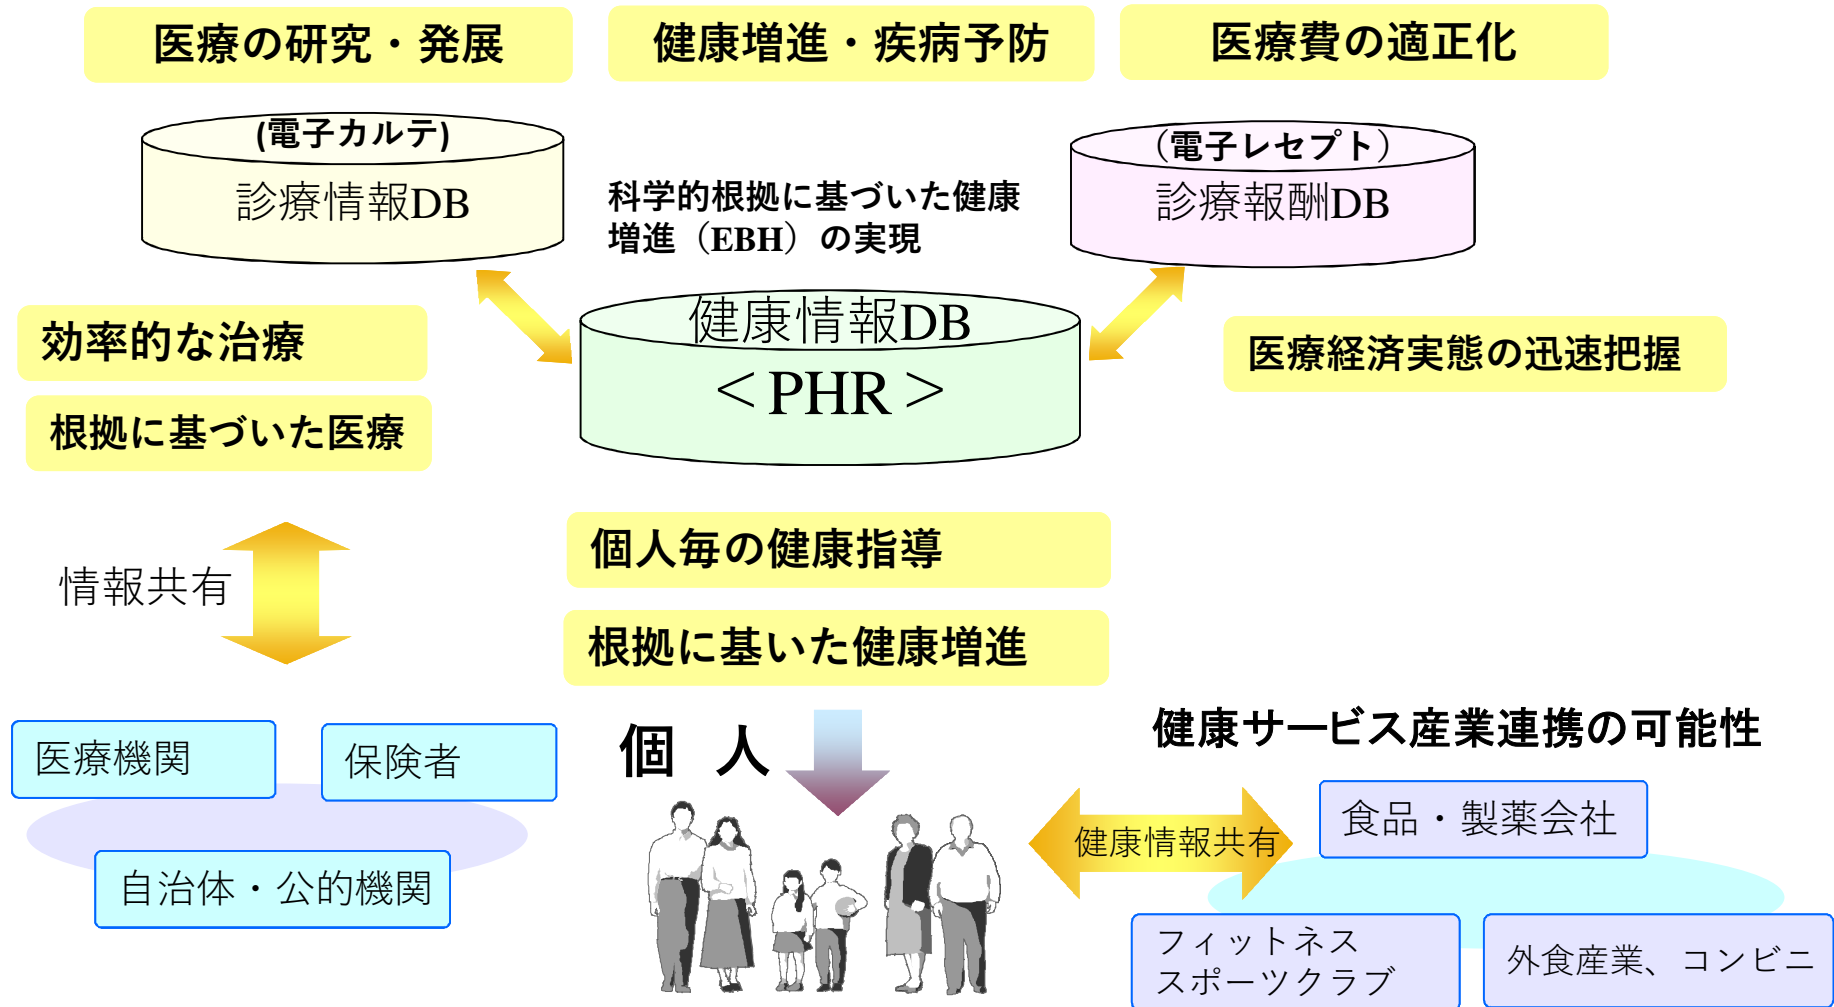 医療の研究・発展
健康増進・疾病予防
医療費の適正化
(電子カルテ)
診療情報DB
科学的根拠に基づいた健康
増進（EBH）の実現
（電子レセプト）
診療報酬DB
健康情報DB
＜PHR＞
効率的な治療
根拠に基づいた医療
医療経済実態の迅速把握
情報共有
個人毎の健康指導
根拠に基いた健康増進
医療機関
保険者
自治体・公的機関
個 人
健康サービス産業連携の可能性
健康情報共有
食品・製薬会社
フィットネス
スポーツクラブ
外食産業、コンビニ